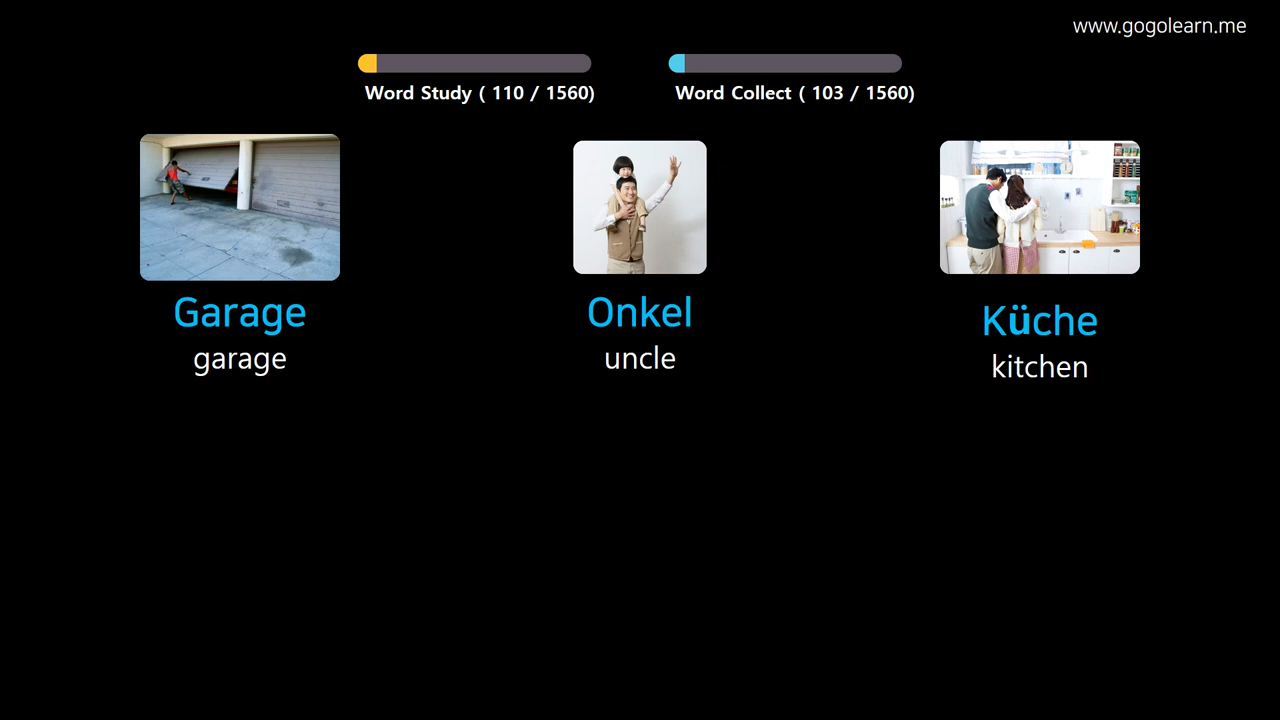 www.gogolearn.me
Word Study ( 110 / 1560)
Word Collect ( 103 / 1560)
Garage
garage
Onkel
uncle
Küche
kitchen